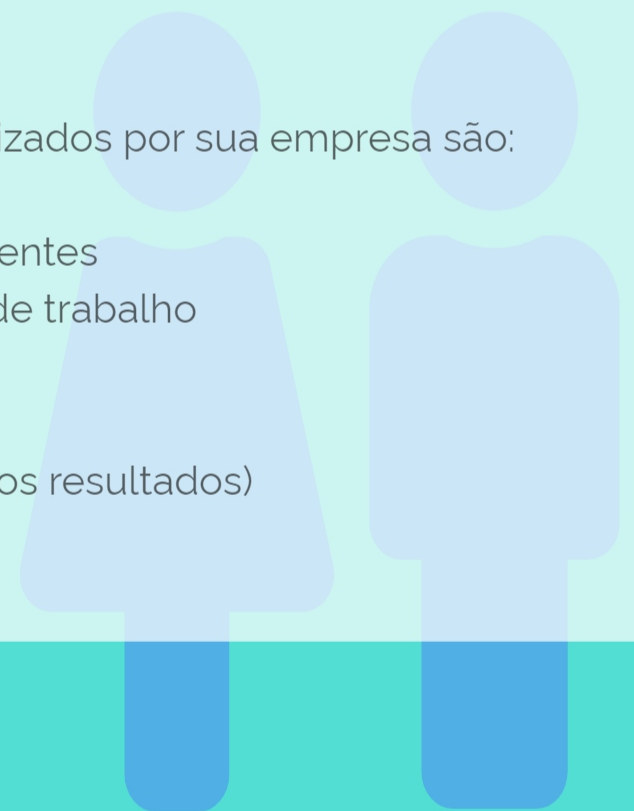 izados por sua empresa são:
entes
de trabalho
os resultados)